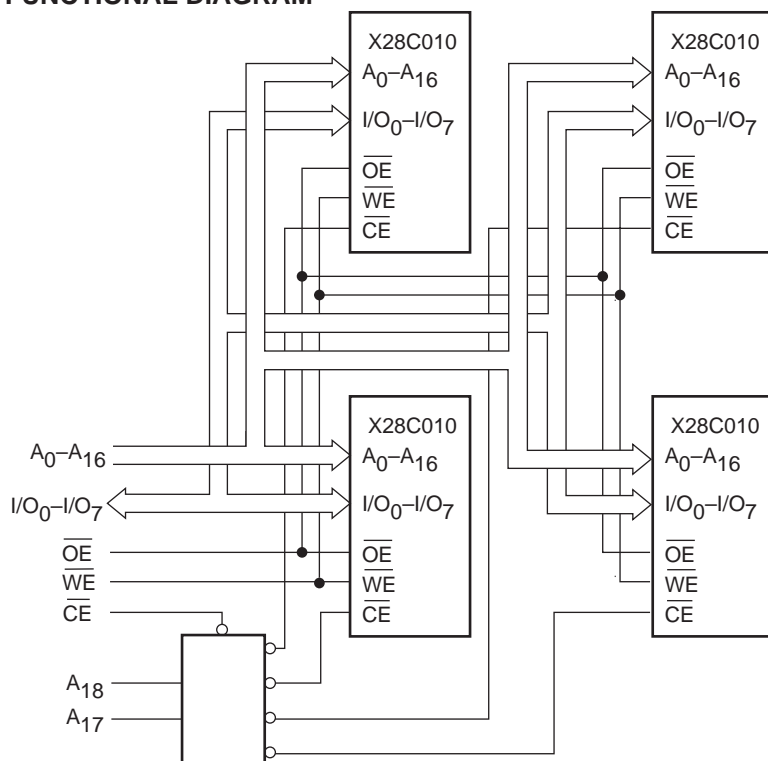 FUNCTIONAL DIAGRAM
X28C010
A0–A16
I/O0–I/O7
OE
WE
CE
X28C010
A0–A16
I/O0–I/O7
OE
WE
CE
X28C010
A0–A16
I/O0–I/O7
OE
WE
CE
X28C010
A0–A16
I/O0–I/O7
OE
WE
CE
A0–A16
I/O0–I/O7
OE
WE
CE
A18
A17